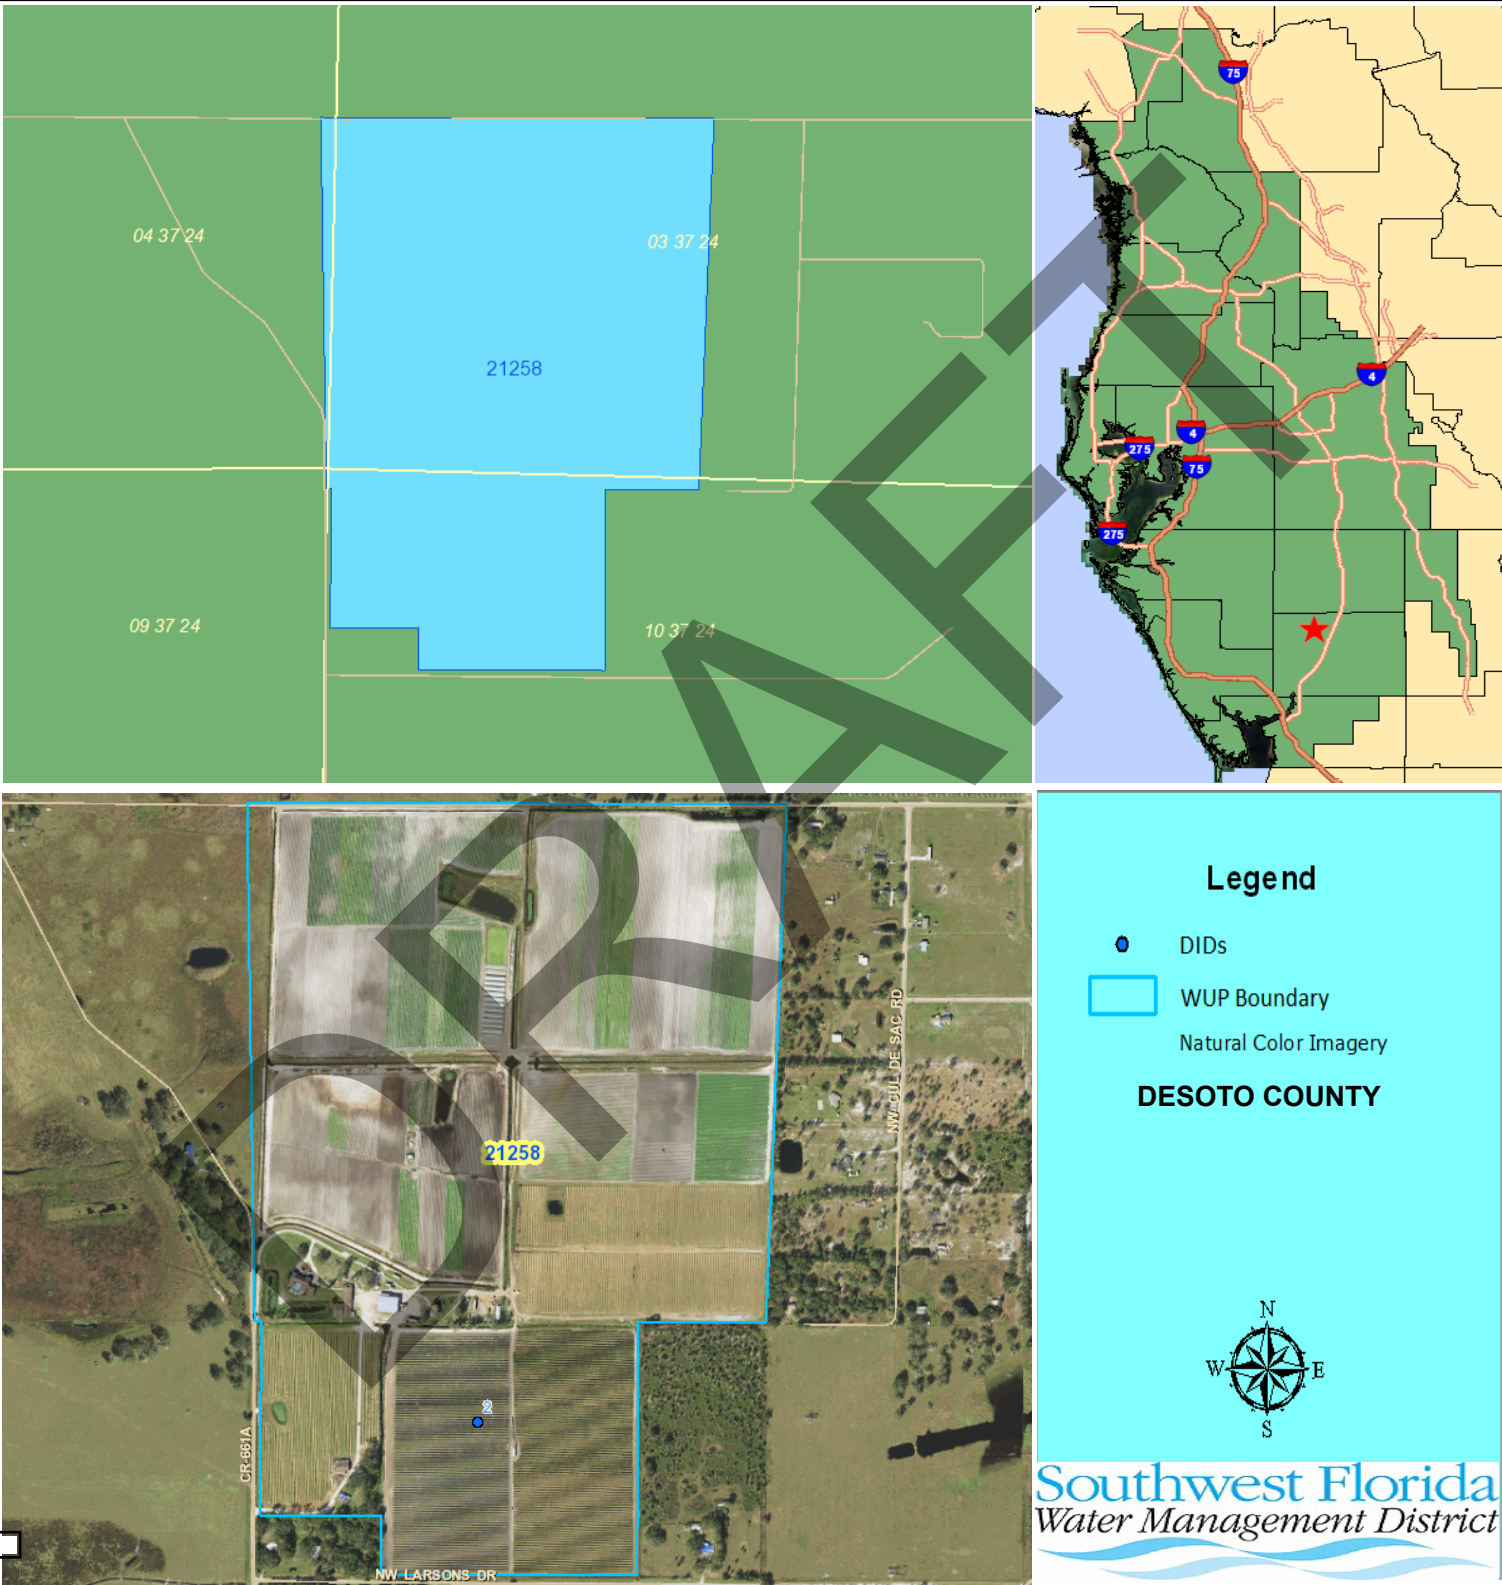 04 37 24
03 37 24
21258
09 37 24
10 37 24
75
4
4
275
75
275
DRAFT
21258
NW CUL DE SAC RD
2
CR-661A
NW LARSONS DR
Legend
DIDs
WUP Boundary
Natural Color Imagery
DESOTO COUNTY
N
W E
S
Southwest Florida
Water Management District